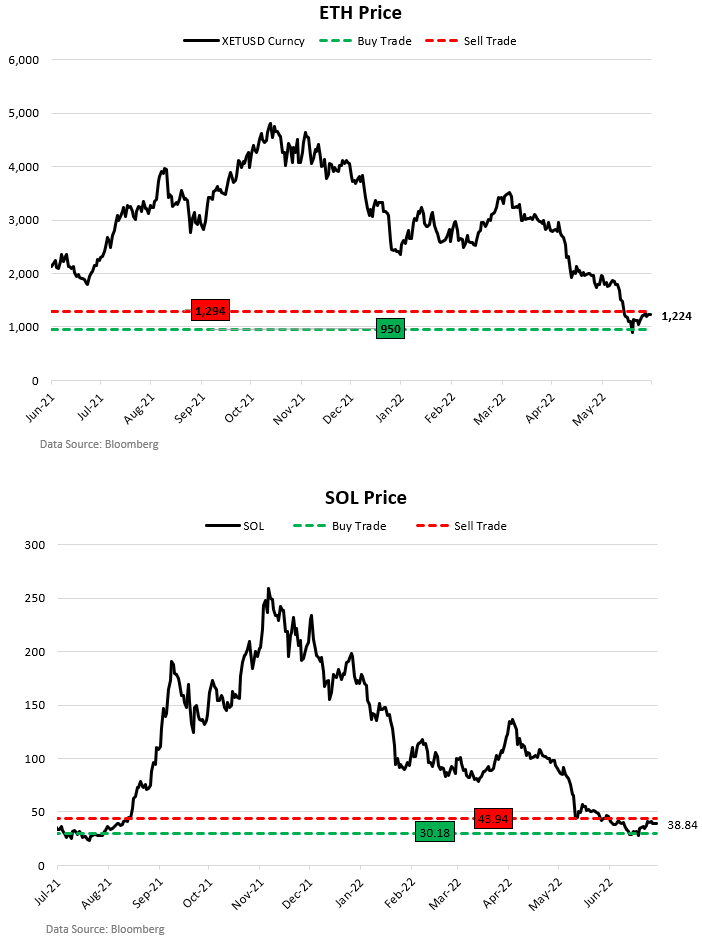 ETH Price
XETUSD Curncy Buy Trade Sell Trade
6,000
5,000
4,000
3,000
2,000
1,000
0
1,294
950
1,224
Jun-21 Jul-21 Aug-21 Sep-21 Oct-21 Nov-21 Dec-21 Jan-22 Feb-22 Mar-22 Apr-22 May-22
Data Source: Bloomberg
SOL Price
SOL Buy Trade Sell Trade
300
250
200
150
100
50
0
43.94
30.18
38.84
Jul-21 Aug-21 Sep-21 Oct-21 Nov-21 Dec-21 Jan-22 Feb-22 Mar-22 Apr-22 May-22 Jun-22
Data Source: Bloomberg